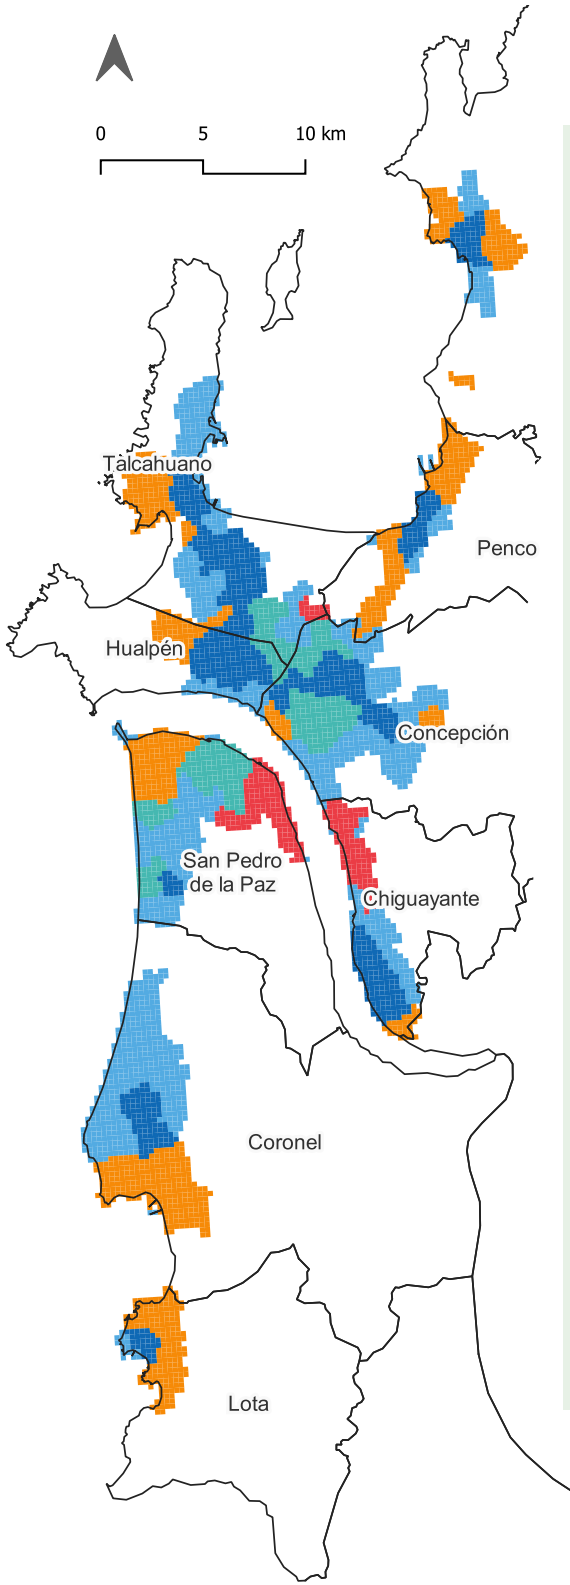 0 5 10 km
Talcahuano
Penco
Hualpén
Concepción
San Pedro
de la Paz
Chiguayante
Coronel
Lota